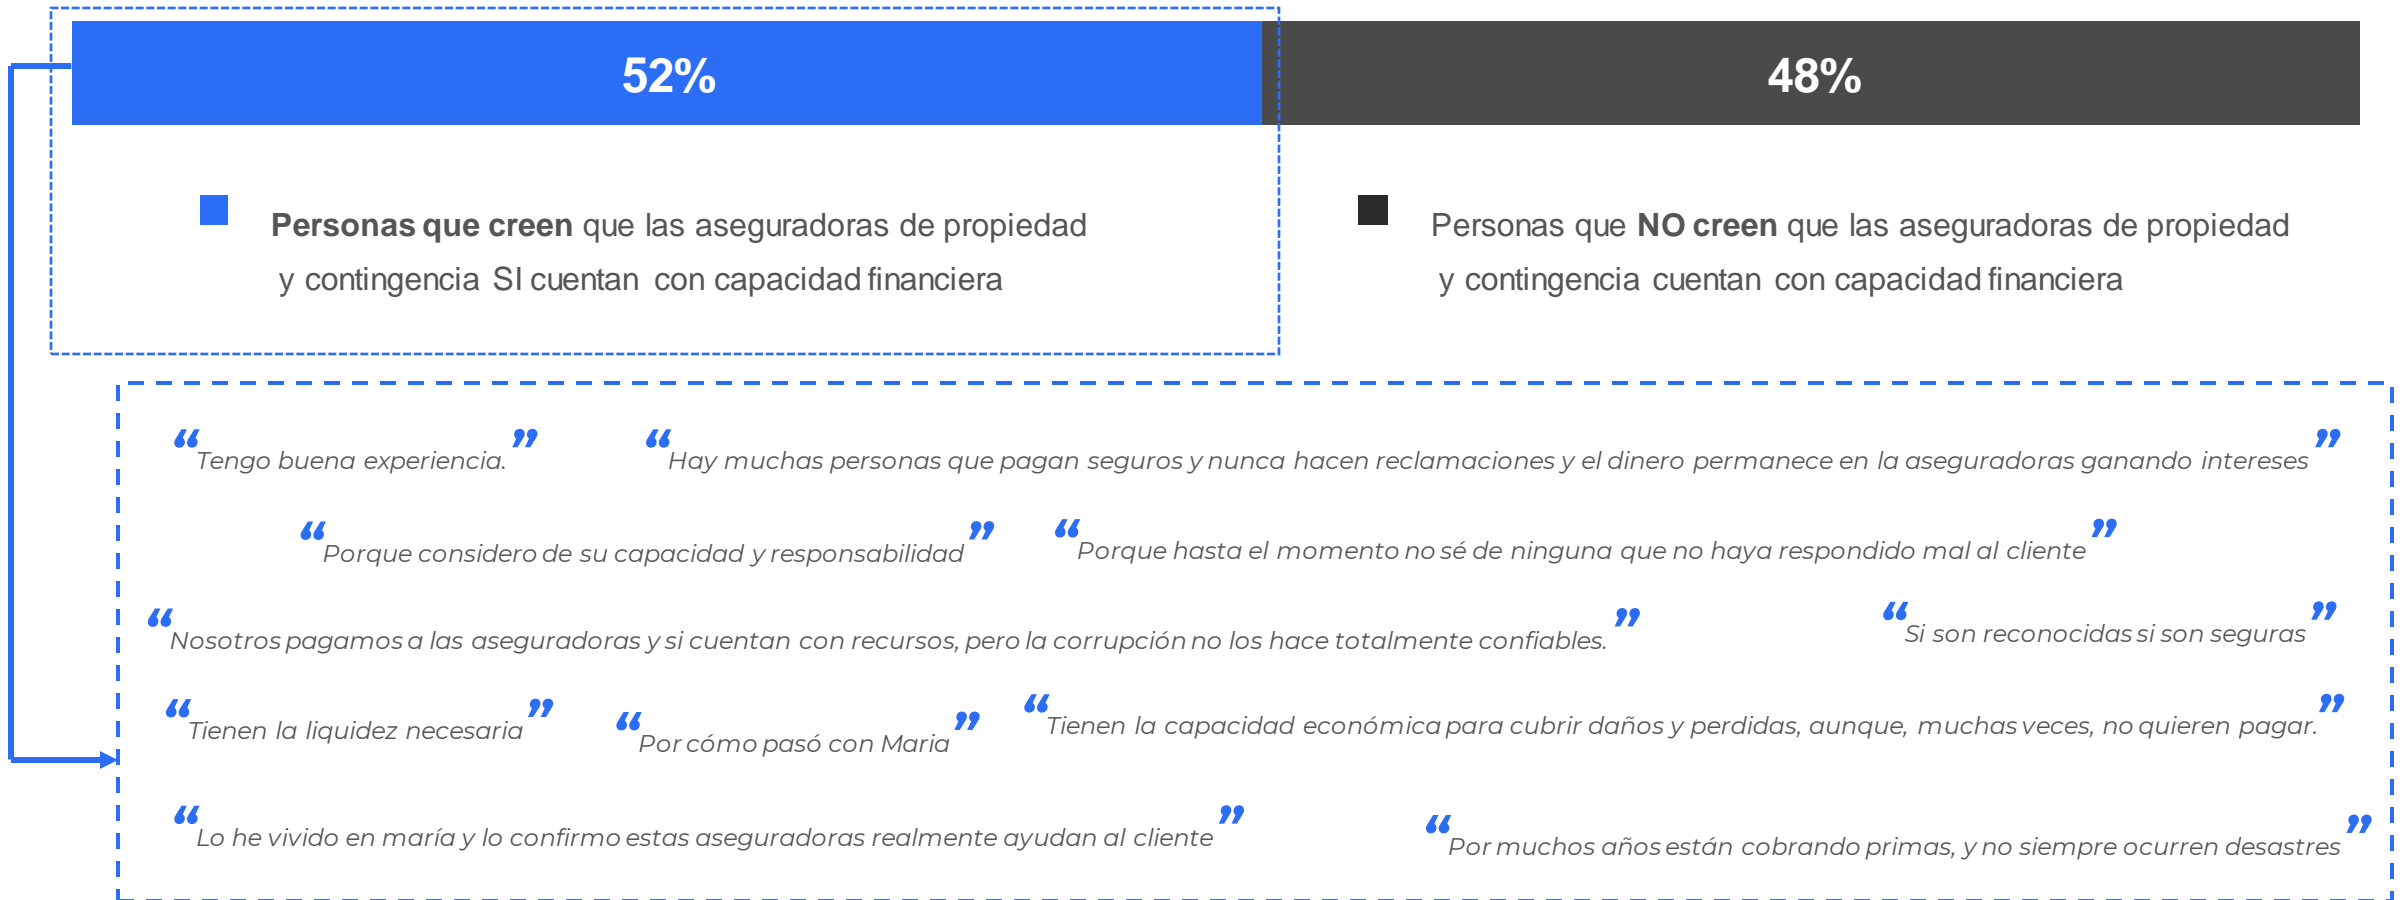 52%
48%
Personas que creen que las aseguradoras de propiedad
y contingencia SI cuentan con capacidad financiera
Personas que NO creen que las aseguradoras de propiedad
y contingencia cuentan con capacidad financiera
“Tengo buena experiencia.”
“Hay muchas personas que pagan seguros y nunca hacen reclamaciones y el dinero permanece en la aseguradoras ganando intereses”
“Porque considero de su capacidad y responsabilidad”
“Porque hasta el momento no sé de ninguna que no haya respondido mal al cliente”
“Nosotros pagamos a las aseguradoras y si cuentan con recursos, pero la corrupción no los hace totalmente confiables.”
“Si son reconocidas si son seguras”
“Tienen la liquidez necesaria”
“Por cómo pasó con Maria”
“Tienen la capacidad económica para cubrir daños y perdidas, aunque, muchas veces, no quieren pagar.”
“Lo he vivido en maría y lo confirmo estas aseguradoras realmente ayudan al cliente”
“Por muchos años están cobrando primas, y no siempre ocurren desastres”